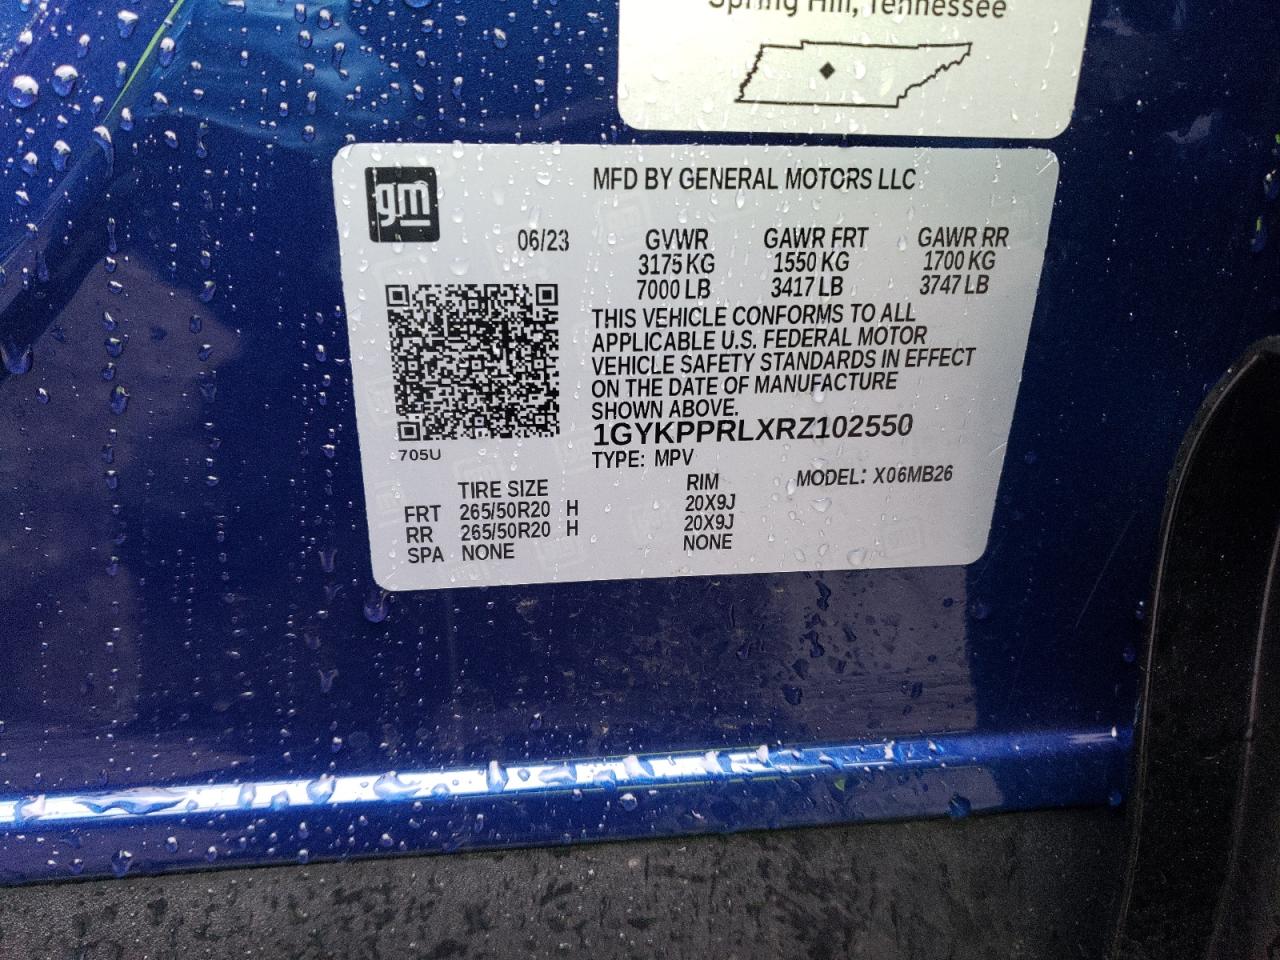 Spring Hill, Tennessee
gm
MFD BY GENERAL MOTORS LLC
06/23
GVWR GAWR FRT GAWR RR
3175 KG 1550 KG 1700 KG
7000 LB 3417 LB 3747 LB
THIS VEHICLE CONFORMS TO ALL
APPLICABLE U.S. FEDERAL MOTOR
VEHICLE SAFETY STANDARDS IN EFFECT
ON THE DATE OF MANUFACTURE
SHOWN ABOVE.
1GYKPPRLXRZ102550
705U
TYPE: MPV
MODEL: X06MB26
TIRE SIZE RIM
FRT 265/50R20 H 20X9J
RR 265/50R20 H 20X9J
SPA NONE NONE